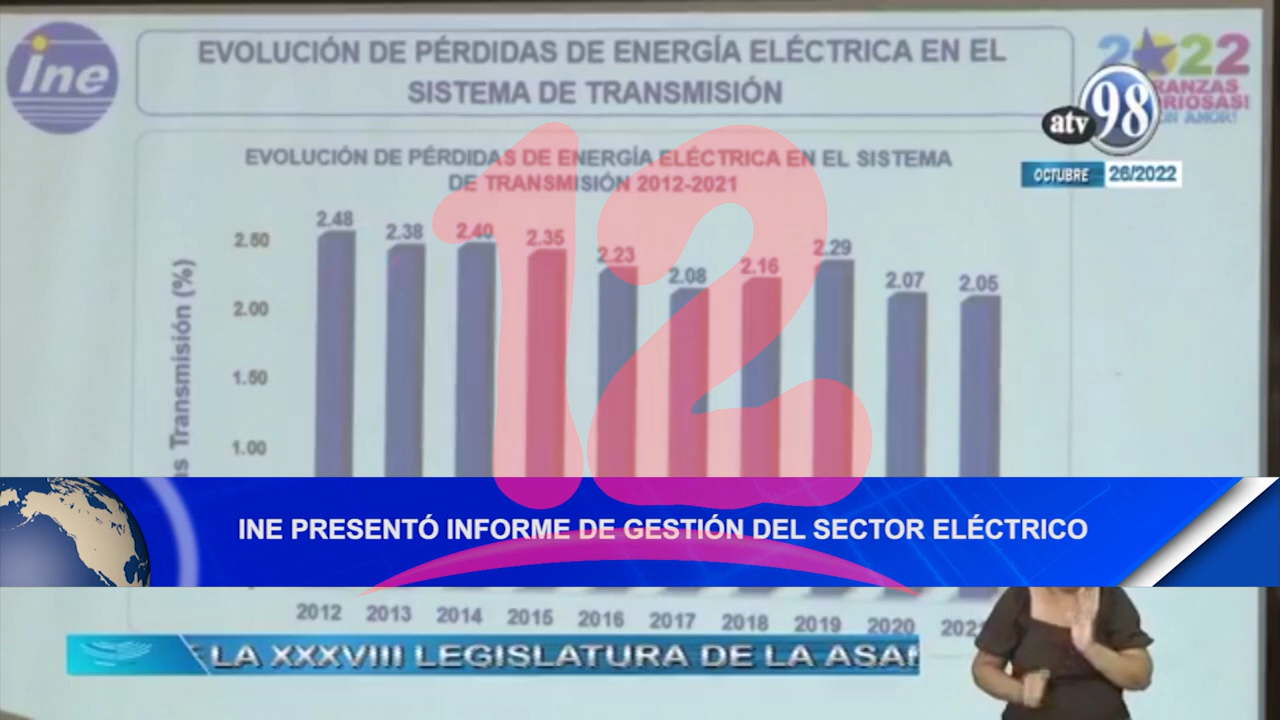 Ine
EVOLUCIÓN DE PÉRDIDAS DE ENERGÍA ELÉCTRICA EN EL
SISTEMA DE TRANSMISIÓN
2022
atv 98
OCTUBRE 26/2022
EVOLUCIÓN DE PÉRDIDAS DE ENERGÍA ELÉCTRICA EN EL SISTEMA
DE TRANSMISIÓN 2012-2021
2.48 2.38 2.40 2.35 2.23 2.08 2.16 2.29 2.07 2.05
2.50
2.00
1.50
1.00
Transmisión (%)
12
INE PRESENTÓ INFORME DE GESTIÓN DEL SECTOR ELÉCTRICO
2012 2013 2014 2015 2016 2017 2018 2019 2020
LA XXXVIII LEGISLATURA DE LA